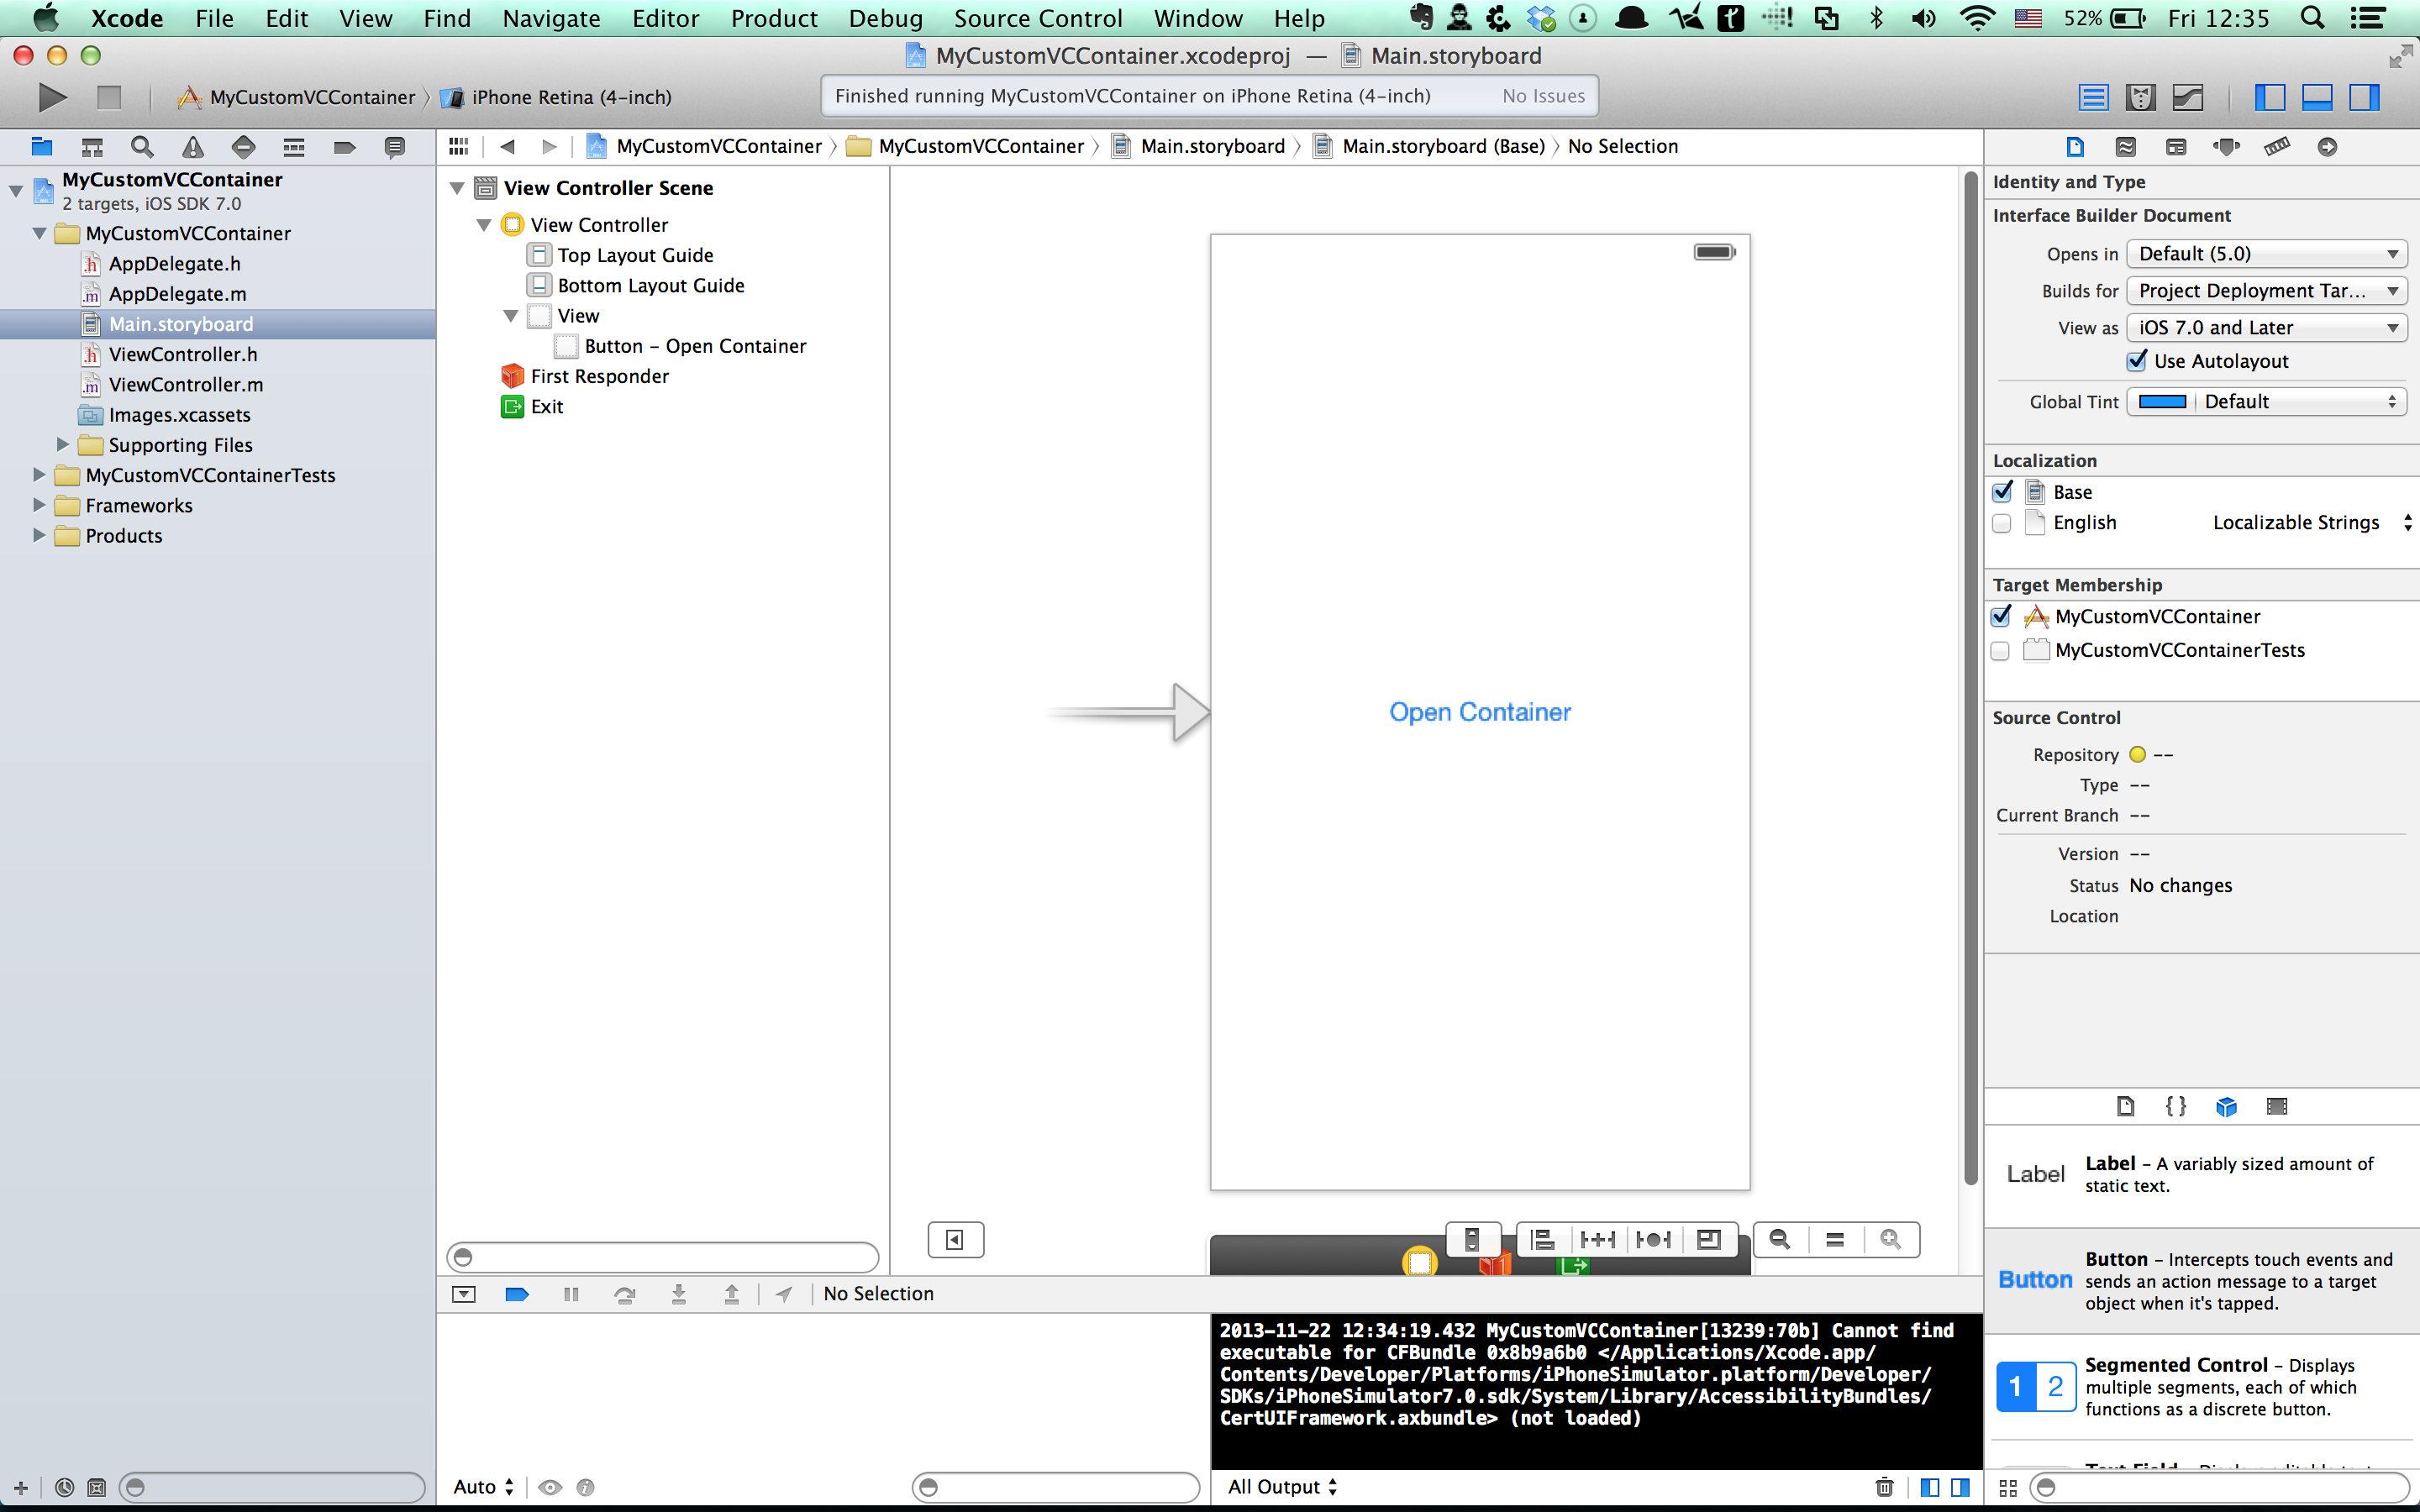 Xcode File Edit View Find Navigate Editor Product Debug Source Control Window Help 52% Fri 12:35
MyCustomVCContainer.xcodeproj — Main.storyboard
MyCustomVCContainer iPhone Retina (4-inch)
Finished running MyCustomVCContainer on iPhone Retina (4-inch) No Issues
MyCustomVCContainer MyCustomVCContainer Main.storyboard Main.storyboard (Base) No Selection
MyCustomVCContainer
2 targets, iOS SDK 7.0
MyCustomVCContainer
AppDelegate.h
AppDelegate.m
Main.storyboard
ViewController.h
ViewController.m
Images.xcassets
Supporting Files
MyCustomVCContainerTests
Frameworks
Products
View Controller Scene
View Controller
Top Layout Guide
Bottom Layout Guide
View
Button – Open Container
First Responder
Exit
Open Container
Identity and Type
Interface Builder Document
Opens in Default (5.0)
Builds for Project Deployment Tar...
View as iOS 7.0 and Later
Use Autolayout
Global Tint Default
Localization
Base
English Localizable Strings
Target Membership
MyCustomVCContainer
MyCustomVCContainerTests
Source Control
Repository --
Type --
Current Branch --
Version --
Status No changes
Location
Label
Label – A variably sized amount of
static text.
Button
Button – Intercepts touch events and
sends an action message to a target
object when it's tapped.
1 2
Segmented Control – Displays
multiple segments, each of which
functions as a discrete button.
No Selection
2013-11-22 12:34:19.432 MyCustomVCContainer[13239:70b] Cannot find
executable for CFBundle 0x8b9a6b0 </Applications/Xcode.app/
Contents/Developer/Platforms/iPhoneSimulator.platform/Developer/
SDKs/iPhoneSimulator7.0.sdk/System/Library/AccessibilityBundles/
CertUIFramework.axbundle> (not loaded)
Auto
All Output